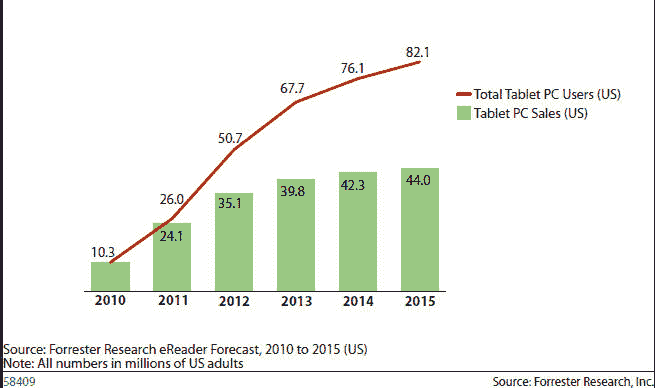 82.1
76.1
67.7
Total Tablet PC Users (US)
Tablet PC Sales (US)
50.7
26.0
39.8
42.3
44.0
35.1
24.1
10.3
2010 2011 2012 2013 2014 2015
Source: Forrester Research eReader Forecast, 2010 to 2015 (US)
Note: All numbers in millions of US adults
58409 Source: Forrester Research, Inc.